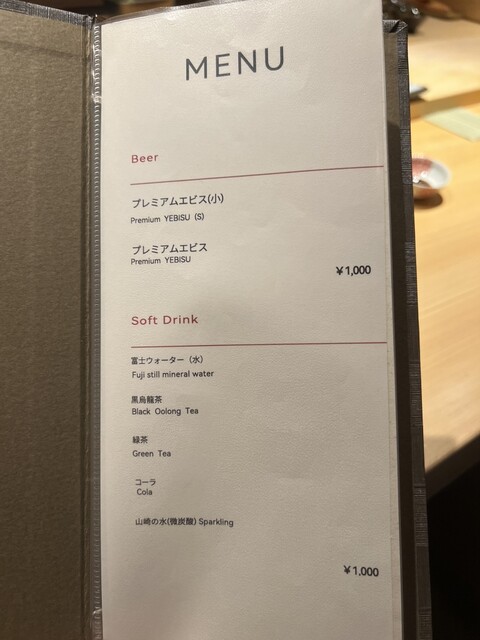 MENU
Beer
プレミアムエビス(小)
Premium YEBISU (S)
プレミアムエビス
Premium YEBISU
￥1,000
Soft Drink
富士ウォーター（水）
Fuji still mineral water
黒烏龍茶
Black Oolong Tea
緑茶
Green Tea
コーラ
Cola
山崎の水(微炭酸) Sparkling
￥1,000